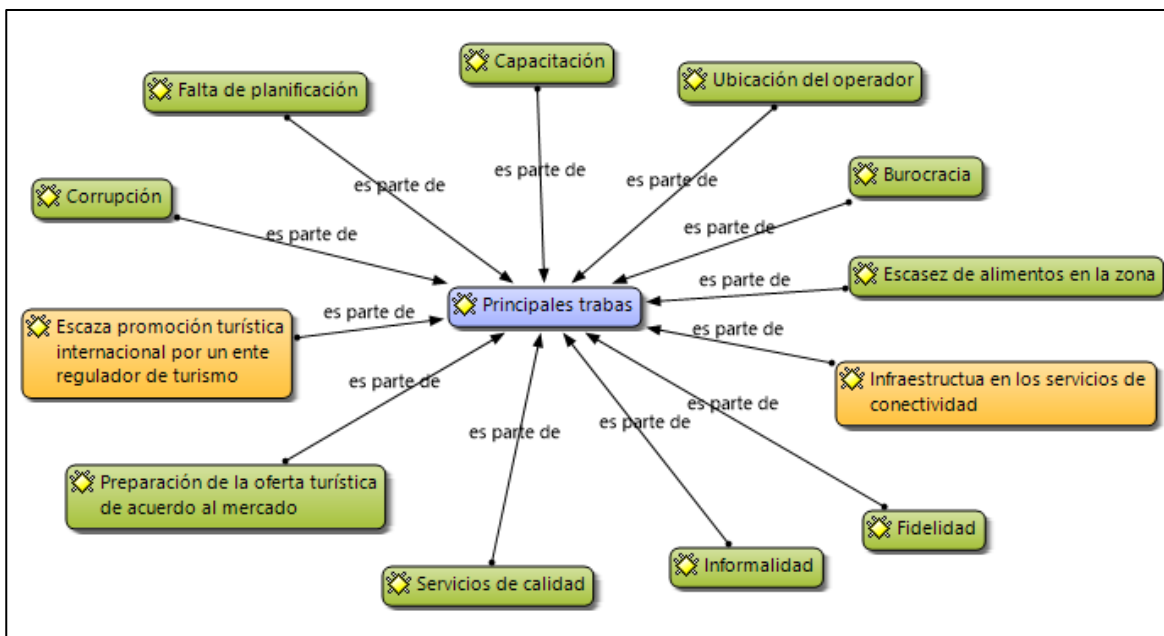 Capacitación
Falta de planificación
Ubicación del operador
es parte de
es parte de
es parte de
Burocracia
Corrupción
es parte de
es parte de
Escasez de alimentos en la zona
es parte de
Principales trabas
Escaza promoción turística
internacional por un ente
regulador de turismo
es parte de
es parte de
Infraestructua en los servicios de
conectividad
es parte de
es parte de
es parte de
es parte de
Preparación de la oferta turística
de acuerdo al mercado
Fidelidad
Informalidad
Servicios de calidad